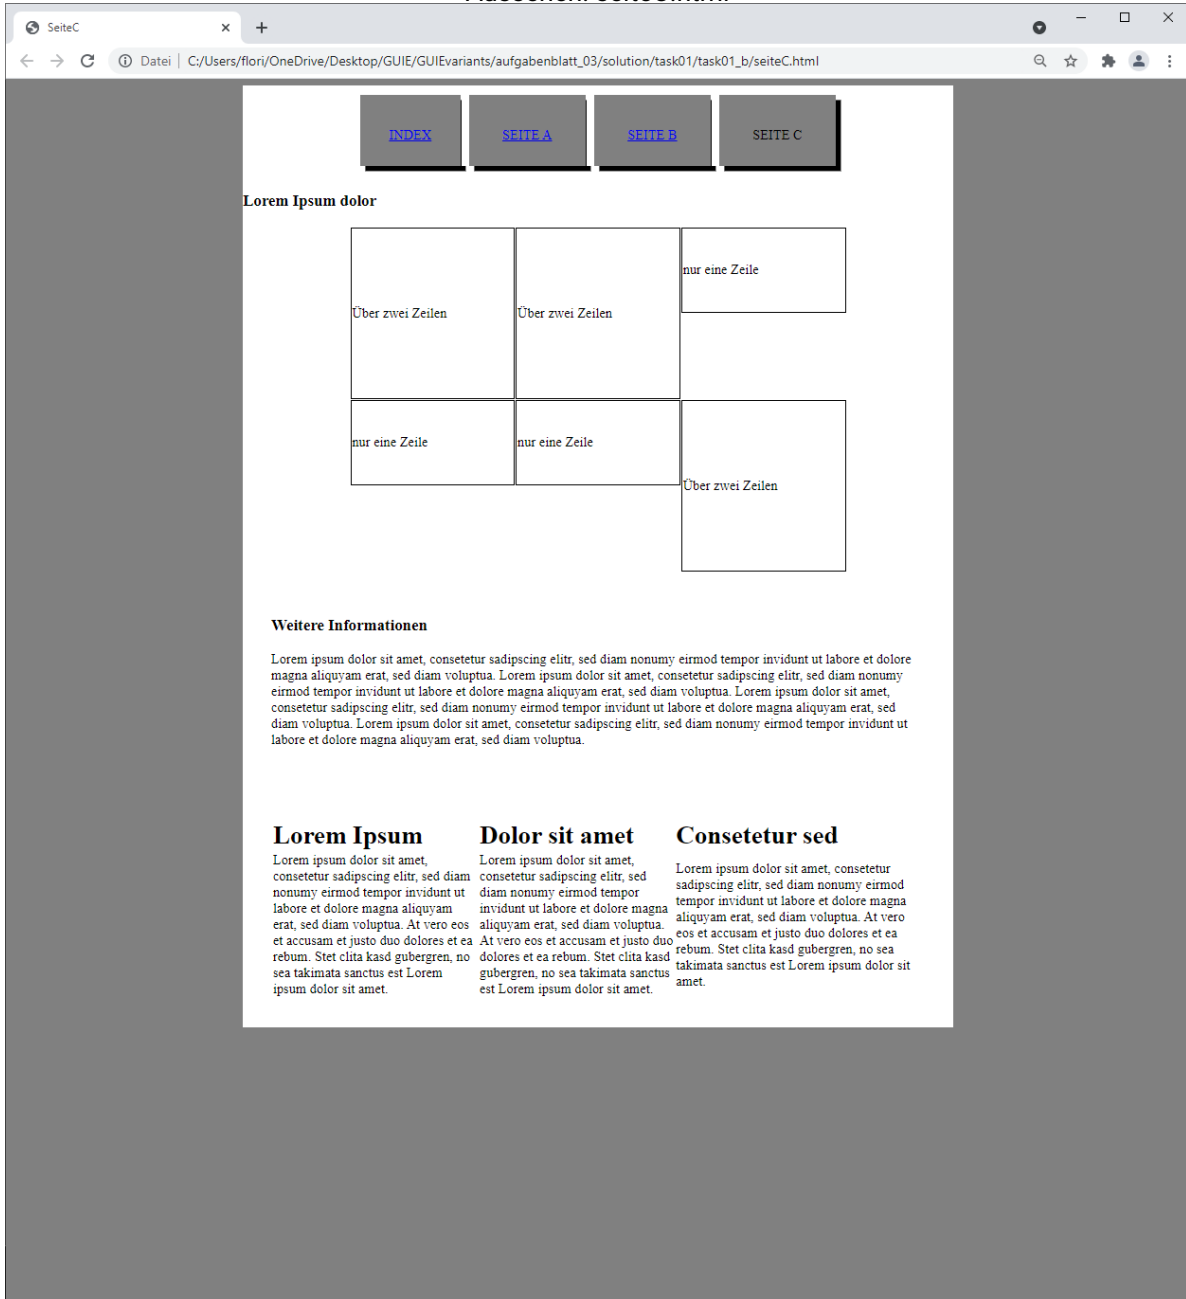 Aussehen: seiteC.html
SeiteC
Datei | C:/Users/flori/OneDrive/Desktop/GUIE/GUIEvariants/aufgabenblatt_03/solution/task01/task01_b/seiteC.html
INDEX
SEITE A
SEITE B
SEITE C
Lorem Ipsum dolor
Über zwei Zeilen
Über zwei Zeilen
nur eine Zeile
nur eine Zeile
nur eine Zeile
Über zwei Zeilen
Weitere Informationen
Lorem ipsum dolor sit amet, consetetur sadipscing elitr, sed diam nonumy eirmod tempor invidunt ut labore et dolore
magna aliquyam erat, sed diam voluptua. Lorem ipsum dolor sit amet, consetetur sadipscing elitr, sed diam nonumy
eirmod tempor invidunt ut labore et dolore magna aliquyam erat, sed diam voluptua. Lorem ipsum dolor sit amet,
consetetur sadipscing elitr, sed diam nonumy eirmod tempor invidunt ut labore et dolore magna aliquyam erat, sed
diam voluptua. Lorem ipsum dolor sit amet, consetetur sadipscing elitr, sed diam nonumy eirmod tempor invidunt ut
labore et dolore magna aliquyam erat, sed diam voluptua.
Lorem Ipsum
Lorem ipsum dolor sit amet,
consetetur sadipscing elitr, sed diam
nonumy eirmod tempor invidunt ut
labore et dolore magna aliquyam
erat, sed diam voluptua. At vero eos
et accusam et justo duo dolores et ea
rebum. Stet clita kasd gubergren, no
sea takimata sanctus est Lorem
ipsum dolor sit amet.
Dolor sit amet
Lorem ipsum dolor sit amet,
consetetur sadipscing elitr, sed
diam nonumy eirmod tempor
invidunt ut labore et dolore magna
aliquyam erat, sed diam voluptua.
At vero eos et accusam et justo duo
dolores et ea rebum. Stet clita kasd
gubergren, no sea takimata sanctus
est Lorem ipsum dolor sit amet.
Consetetur sed
Lorem ipsum dolor sit amet, consetetur
sadipscing elitr, sed diam nonumy eirmod
tempor invidunt ut labore et dolore magna
aliquyam erat, sed diam voluptua. At vero
eos et accusam et justo duo dolores et ea
rebum. Stet clita kasd gubergren, no sea
takimata sanctus est Lorem ipsum dolor sit
amet.